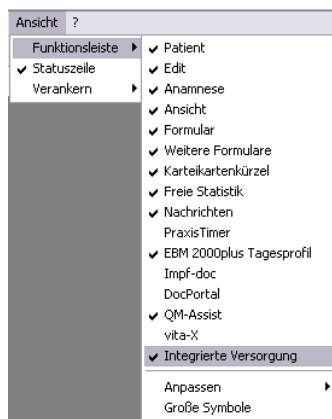 Ansicht ?
Funktionsleiste
Statuszeile
Verankern
Patient
Edit
Anamnese
Ansicht
Formular
Weitere Formulare
Karteikartenkürzel
Freie Statistik
Nachrichten
PraxisTimer
EBM 2000plus Tagesprofil
Impf-doc
DocPortal
QM-Assist
vita-X
Integrierte Versorgung
Anpassen
Große Symbole